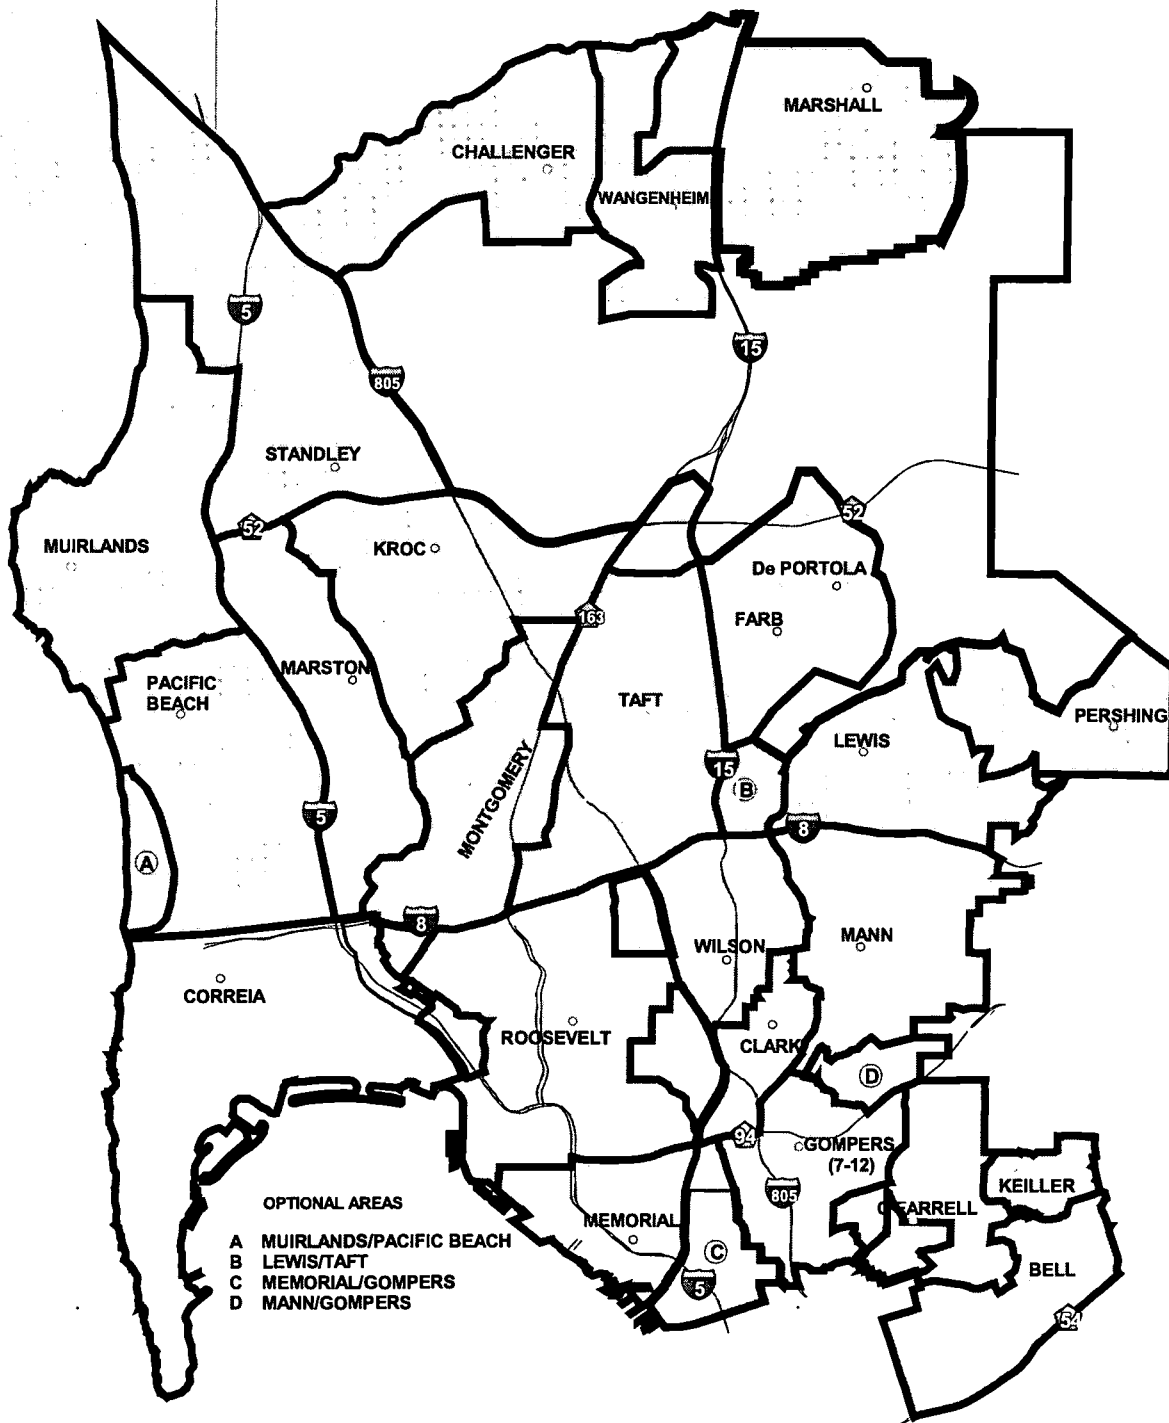 MARSHALL
CHALLENGER
WANGENHEIM
5
15
805
STANDLEY
52
52
MUIRLANDS
KROC
De PORTOLA
163
FARB
MARSTON
PACIFIC
BEACH
TAFT
PERSHING
LEWIS
MONTGOMERY
15
B
5
8
A
8
WILSON
MANN
CORREIA
ROOSEVELT
CLARK
D
94
GOMPERS
(7-12)
805
KEILLER
O'FARRELL
MEMORIAL
C
BELL
5
54
OPTIONAL AREAS
A MUIRLANDS/PACIFIC BEACH
B LEWIS/TAFT
C MEMORIAL/GOMPERS
D MANN/GOMPERS